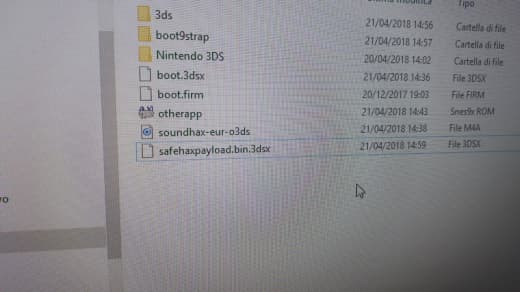 Ultima modifica Tipo
3ds 21/04/2018 14:56 Cartella di file
boot9strap 21/04/2018 14:57 Cartella di file
Nintendo 3DS 20/04/2018 14:02 Cartella di file
boot.3dsx 21/04/2018 14:36 File 3DSX
boot.firm 20/12/2017 19:03 File FIRM
otherapp 21/04/2018 14:43 Snes9x ROM
soundhax-eur-o3ds 21/04/2018 14:38 File M4A
safehaxpayload.bin.3dsx 21/04/2018 14:59 File 3DSX